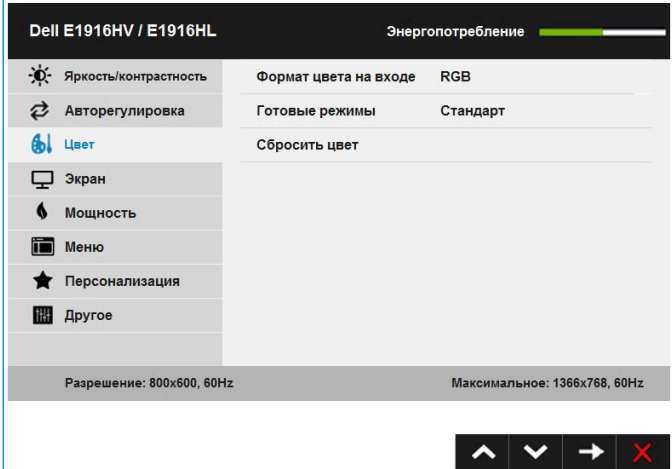 Dell E1916HV / E1916HL Энергопотребление
Яркость/контрастность Формат цвета на входе RGB
Авторегулировка Готовые режимы Стандарт
Цвет Сбросить цвет
Экран
Мощность
Меню
Персонализация
Другое
Разрешение: 800x600, 60Hz Максимальное: 1366x768, 60Hz